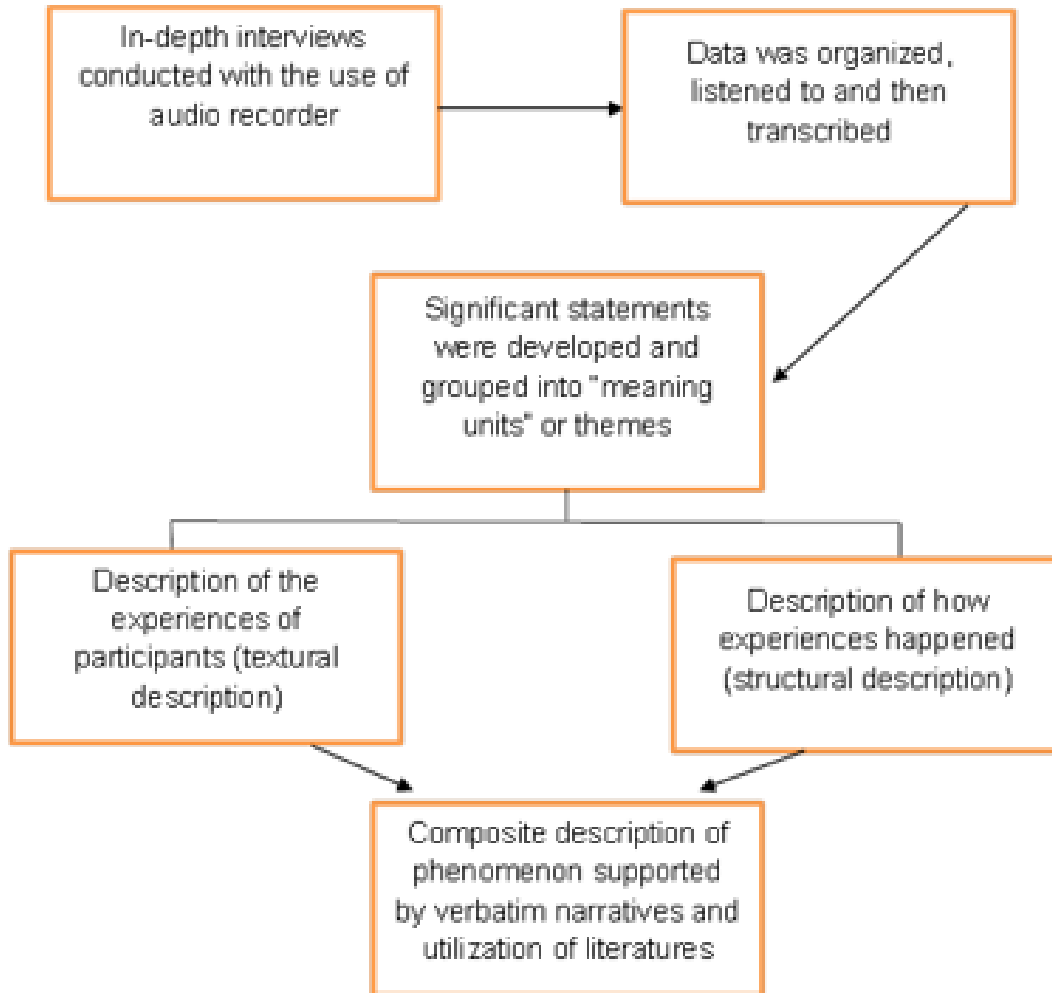 In-depth interviews
conducted with the use of
audio recorder
Data was organized,
listened to and then
transcribed
Significant statements
were developed and
grouped into "meaning
units" or themes
Description of the
experiences of
participants (textural
description)
Description of how
experiences happened
(structural description)
Composite description of
phenomenon supported
by verbatim narratives and
utilization of literatures